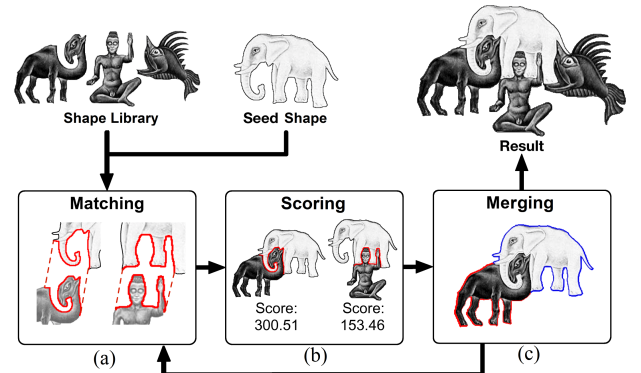 Shape Library
Seed Shape
Result
Matching
Scoring
Merging
Score:
300.51
Score:
153.46
(a)
(b)
(c)